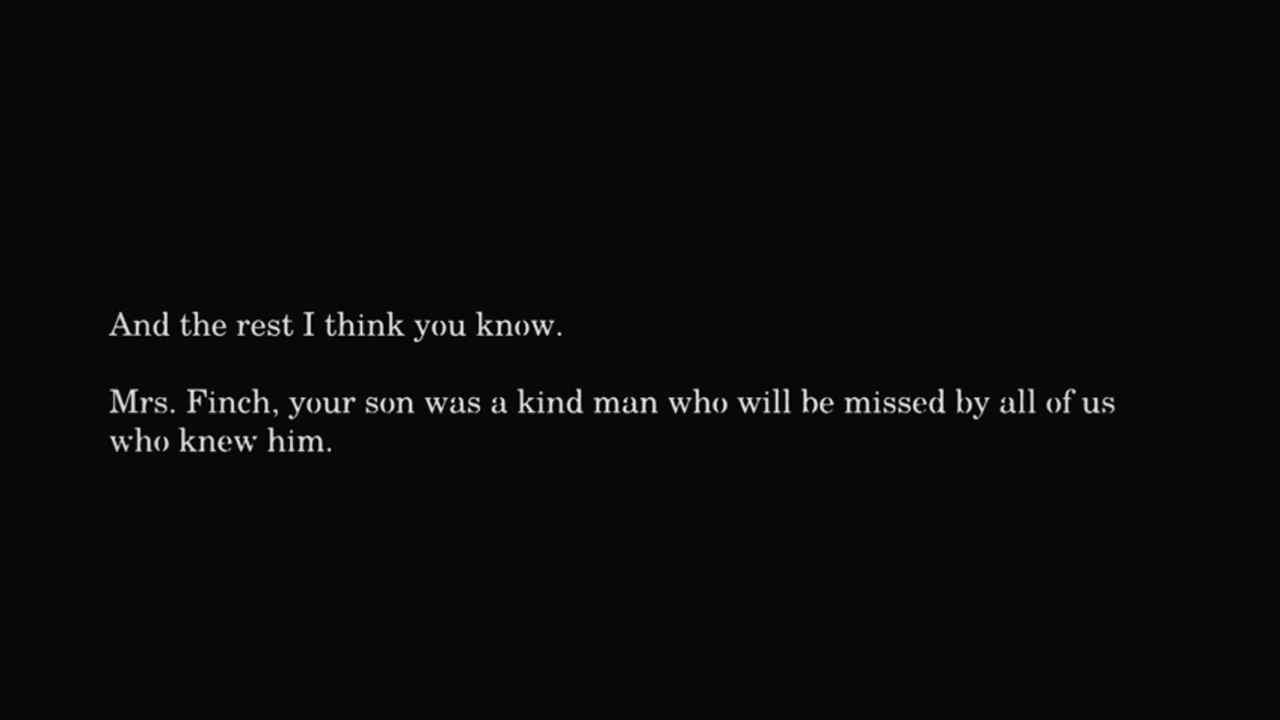 And the rest I think you know.
Mrs. Finch, your son was a kind man who will be missed by all of us
who knew him.